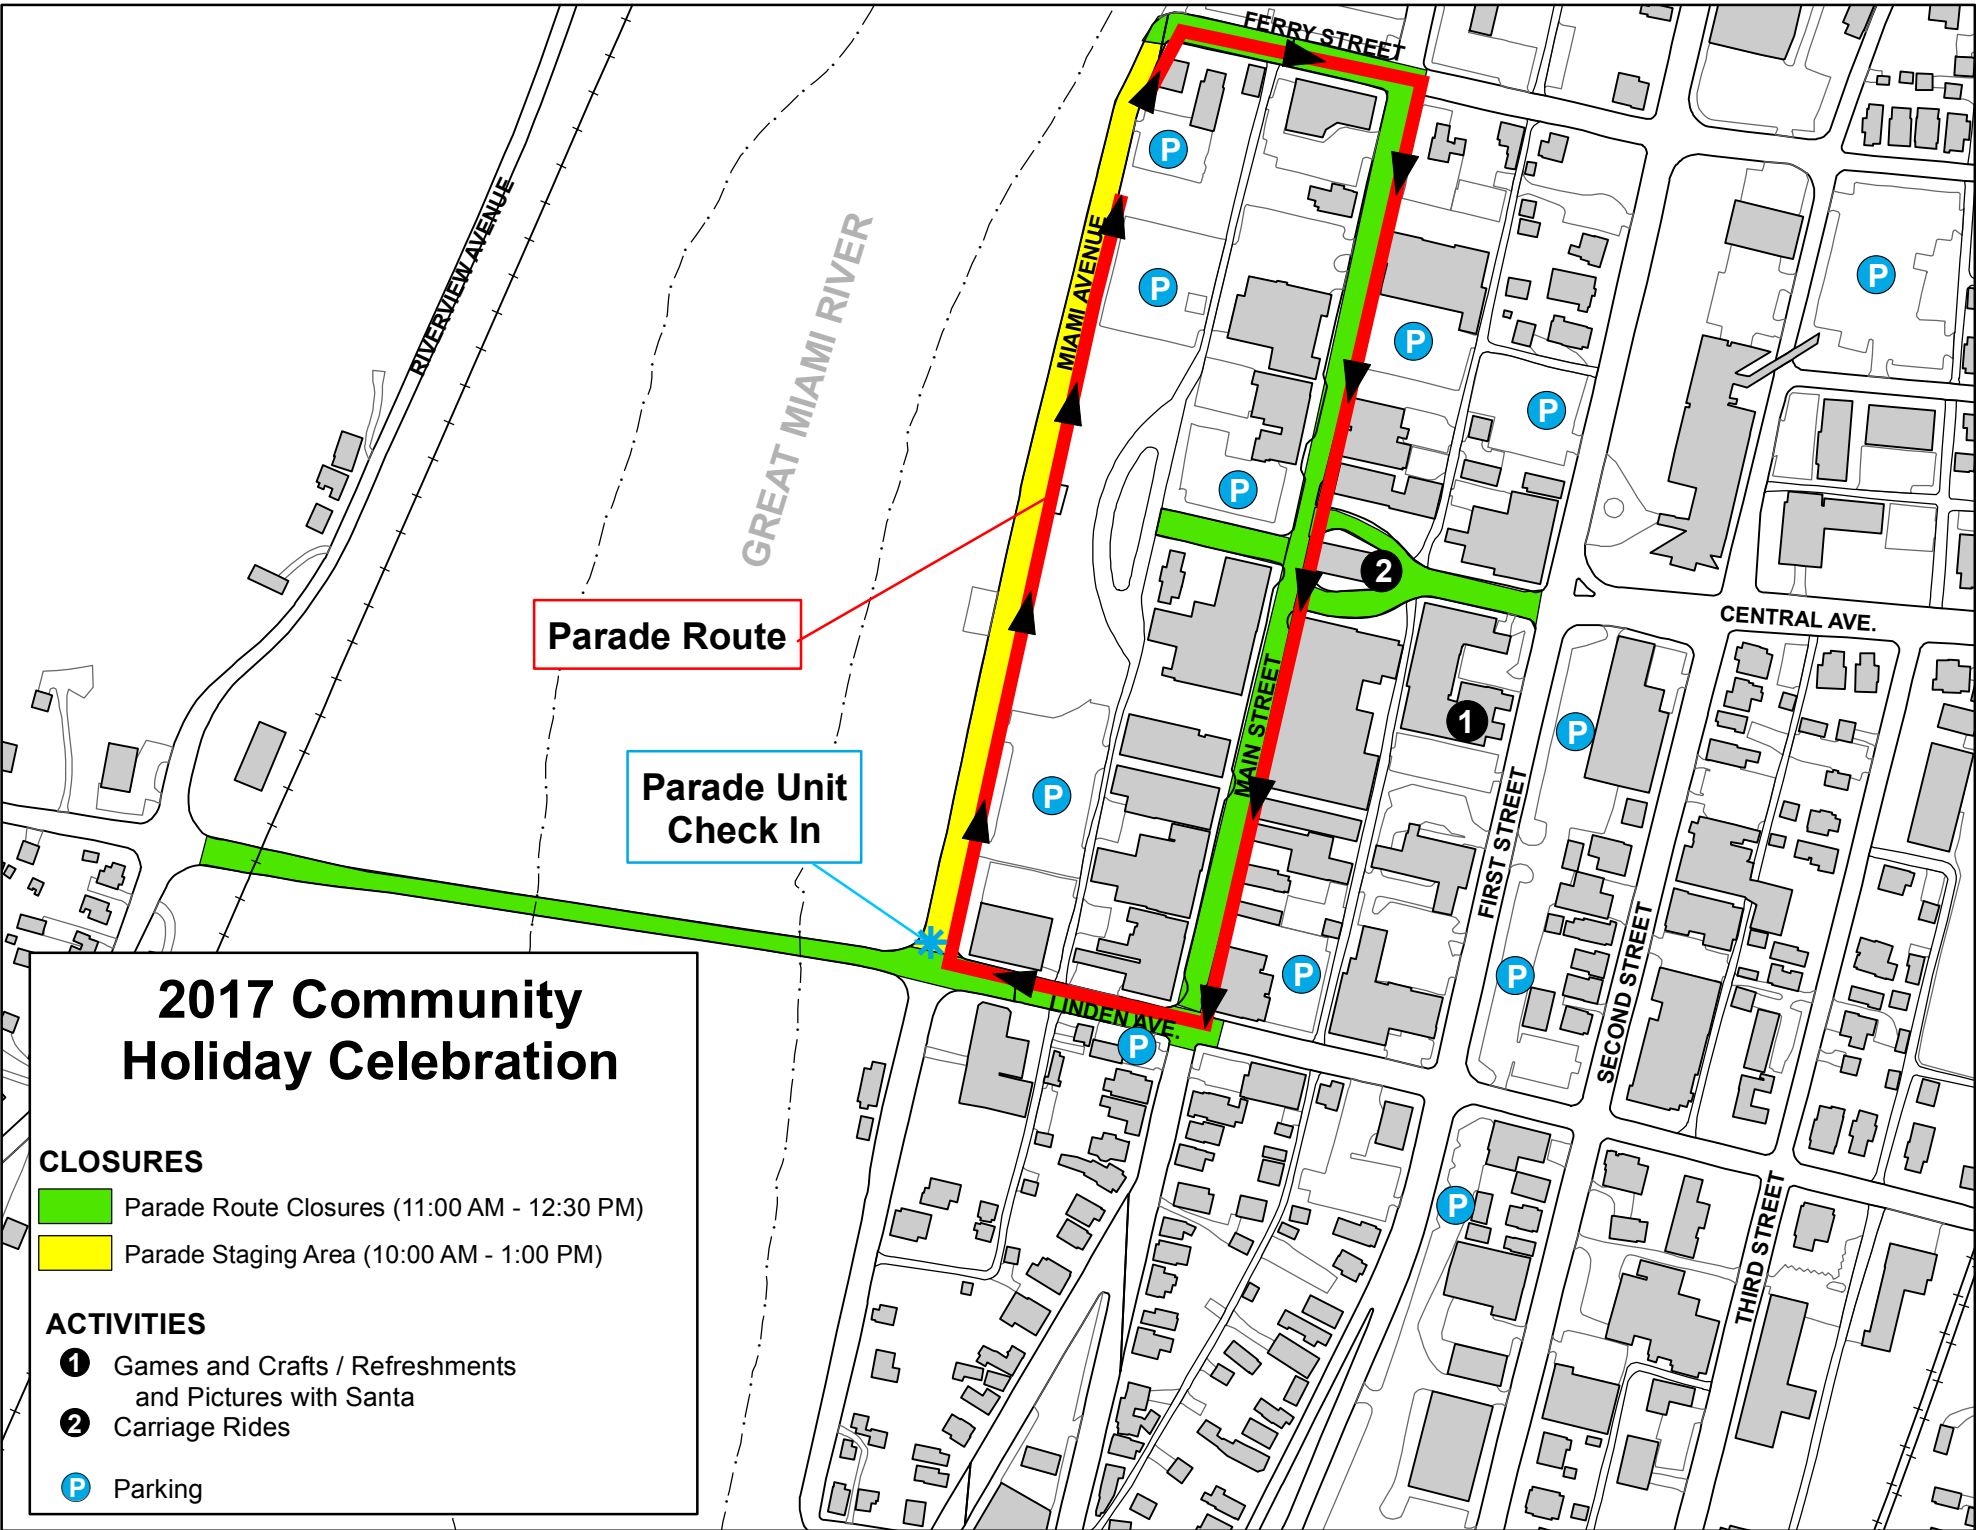 FERRY STREET
RIVERVIEW AVENUE
GREAT MIAMI RIVER
MIAMI AVENUE
P
P
P
P
P
P
P
2
CENTRAL AVE.
Parade Route
MAIN STREET
1
P
Parade Unit
Check In
P
FIRST STREET
SECOND STREET
P
P
LINDEN AVE.
P
P
THIRD STREET
2017 Community
Holiday Celebration
CLOSURES
Parade Route Closures (11:00 AM - 12:30 PM)
Parade Staging Area (10:00 AM - 1:00 PM)
ACTIVITIES
1 Games and Crafts / Refreshments
and Pictures with Santa
2 Carriage Rides
P Parking